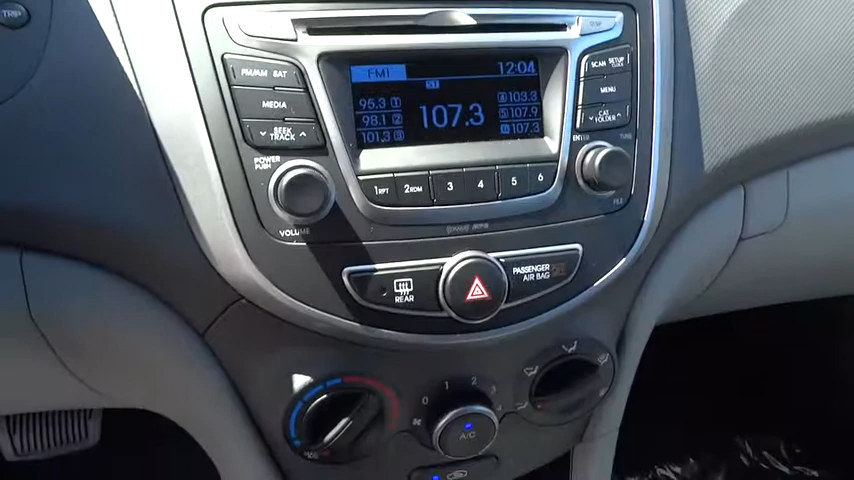 TRIP
FM/AM SAT
MEDIA
SEEK
TRACK
POWER
PUSH
VOLUME
FM1
12:04
95.3 1
98.1 2
101.3 3
107.3
4 103.3
5 107.9
6 107.3
SCAN SETUP
CLOCK
MENU
CAT
FOLDER
ENTER
TUNE
FILE
1 RPT
2 RDM
3
4
5
6
REAR
PASSENGER
AIR BAG
0
1
2
3
A/C